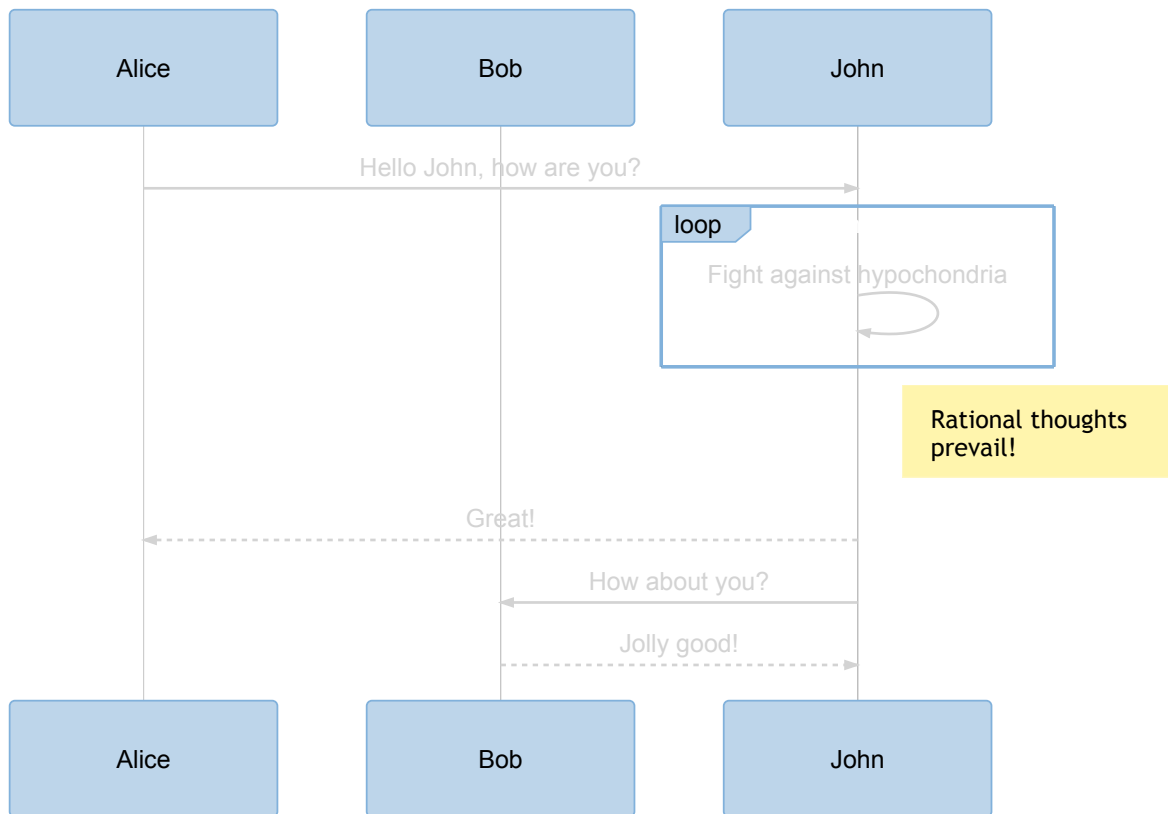 Alice
Bob
John
Hello John, how are you?
loop
Fight against hypochondria
Rational thoughts
prevail!
Great!
How about you?
Jolly good!
Alice
Bob
John